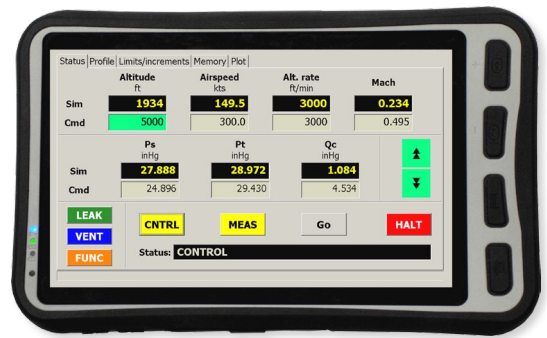 Status Profile Limits/increments Memory Plot
Altitude Airspeed Alt. rate Mach
ft kts ft/min
Sim 1934 149.5 3000 0.234
Cmd 5000 300.0 3000 0.495
Ps Pt Qc
inHg inHg inHg
Sim 27.888 28.972 1.084
Cmd 24.896 29.430 4.534
LEAK
CNTRL MEAS Go HALT
VENT
Status: CONTROL
FUNC